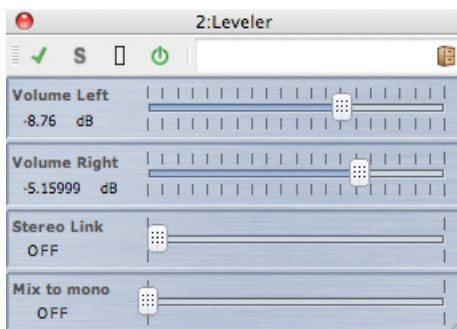 2:Leveler
S
Volume Left
-8.76 dB
Volume Right
-5.15999 dB
Stereo Link
OFF
Mix to mono
OFF